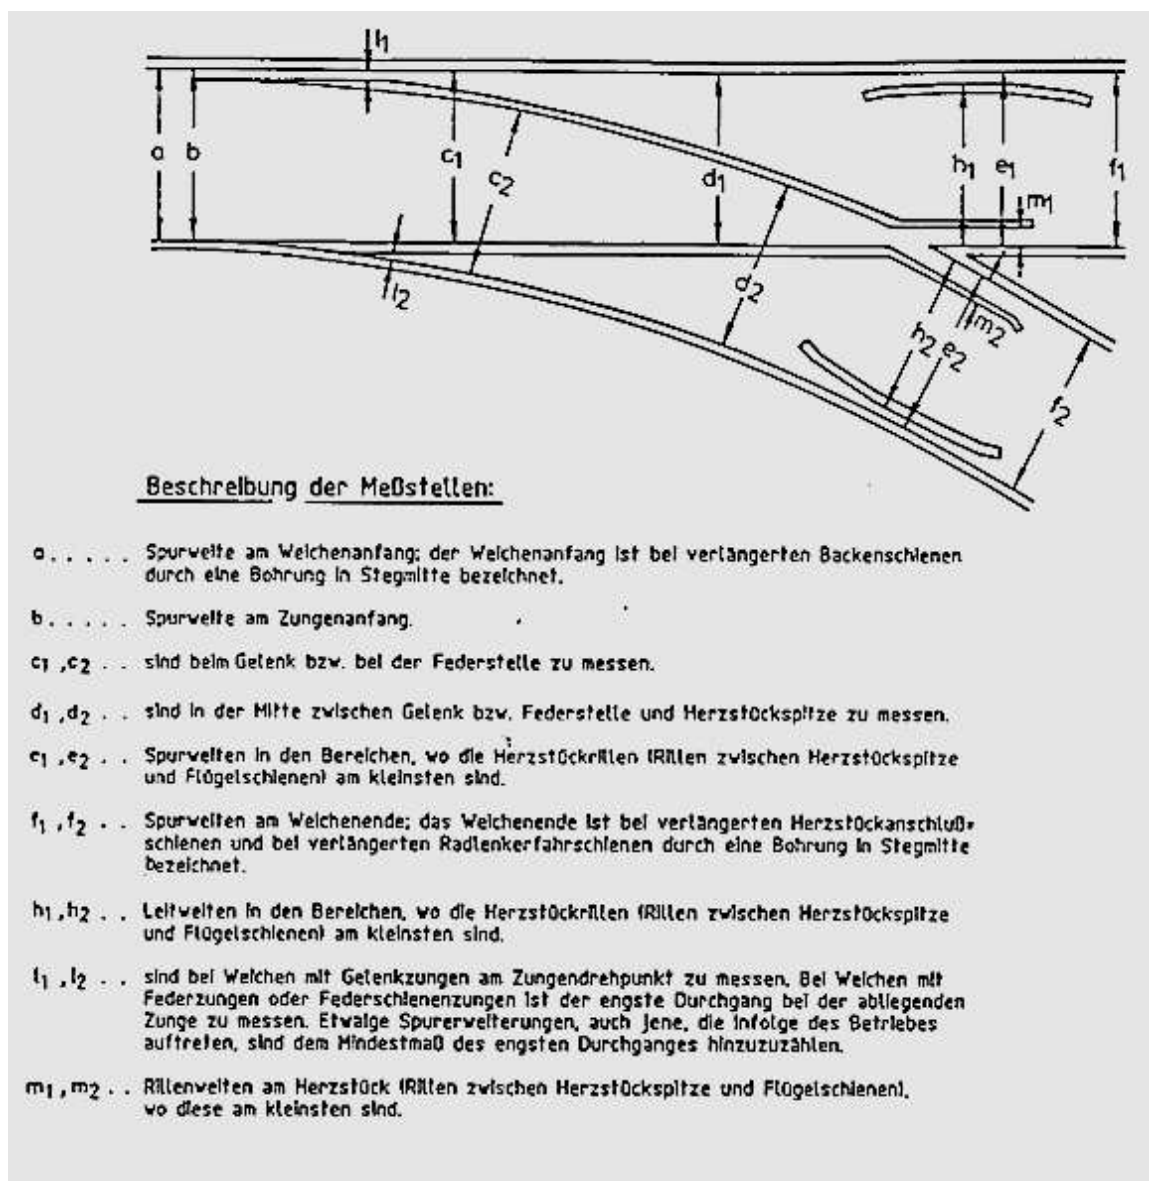 l1
a b c1 c2 d1 h1 e1 f1
m1
l2 d2 m2
h2 e2
f2
Beschreibung der Meßstellen:
a . . . . . Spurweite am Weichenanfang; der Weichenanfang ist bei verlängerten Backenschienen
durch eine Bohrung in Stegmitte bezeichnet.
b . . . . . Spurweite am Zungenanfang.
c1 , c2 . . sind beim Gelenk bzw. bei der Federstelle zu messen.
d1 , d2 . . sind in der Mitte zwischen Gelenk bzw. Federstelle und Herzstückspitze zu messen.
e1 , e2 . . Spurweiten in den Bereichen, wo die Herzstückrillen (Rillen zwischen Herzstückspitze
und Flügelschienen) am kleinsten sind.
f1 , f2 . . Spurweiten am Weichenende; das Weichenende ist bei verlängerten Herzstückanschluß-
schienen und bei verlängerten Radlenkerfahrschienen durch eine Bohrung in Stegmitte
bezeichnet.
h1 , h2 . . Leitweiten in den Bereichen, wo die Herzstückrillen (Rillen zwischen Herzstückspitze
und Flügelschienen) am kleinsten sind.
l1 , l2 . . sind bei Weichen mit Gelenkzungen am Zungendrehpunkt zu messen. Bei Weichen mit
Federzungen oder Federschienenzungen ist der engste Durchgang bei der abliegenden
Zunge zu messen. Etwaige Spurerweiterungen, auch jene, die infolge des Betriebes
auftreten, sind dem Mindestmaß des engsten Durchganges hinzuzuzählen.
m1 , m2 . . Rillenweiten am Herzstück (Rillen zwischen Herzstückspitze und Flügelschienen),
wo diese am kleinsten sind.